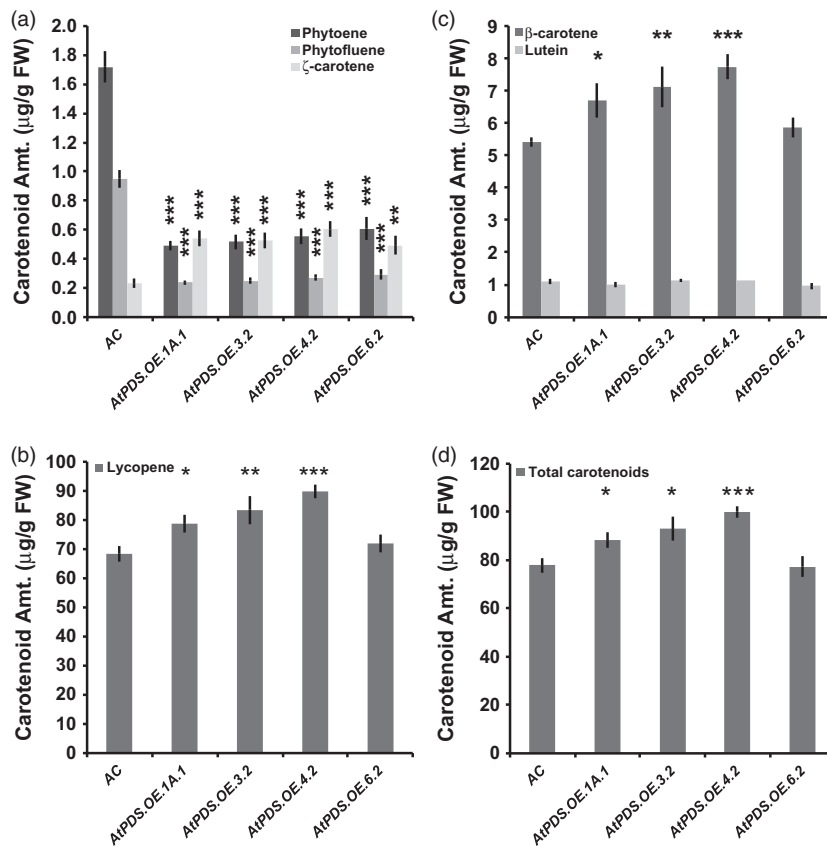 (a)
Phytoene
Phytofluene
ζ-carotene
Carotenoid Amt. (μg/g FW)
2.0
1.8
1.6
1.4
1.2
1.0
0.8
0.6
0.4
0.2
0.0
*** *** ***
*** *** ***
*** *** ***
*** *** **
AC
AtPDS.OE.1A.1
AtPDS.OE.3.2
AtPDS.OE.4.2
AtPDS.OE.6.2
(b)
Lycopene
Carotenoid Amt. (μg/g FW)
100
90
80
70
60
50
40
30
20
10
0
* ** ***
AC
AtPDS.OE.1A.1
AtPDS.OE.3.2
AtPDS.OE.4.2
AtPDS.OE.6.2
(c)
β-carotene
Lutein
Carotenoid Amt. (μg/g FW)
9
8
7
6
5
4
3
2
1
0
* ** ***
AC
AtPDS.OE.1A.1
AtPDS.OE.3.2
AtPDS.OE.4.2
AtPDS.OE.6.2
(d)
Total carotenoids
Carotenoid Amt. (μg/g FW)
120
100
80
60
40
20
0
* * ***
AC
AtPDS.OE.1A.1
AtPDS.OE.3.2
AtPDS.OE.4.2
AtPDS.OE.6.2